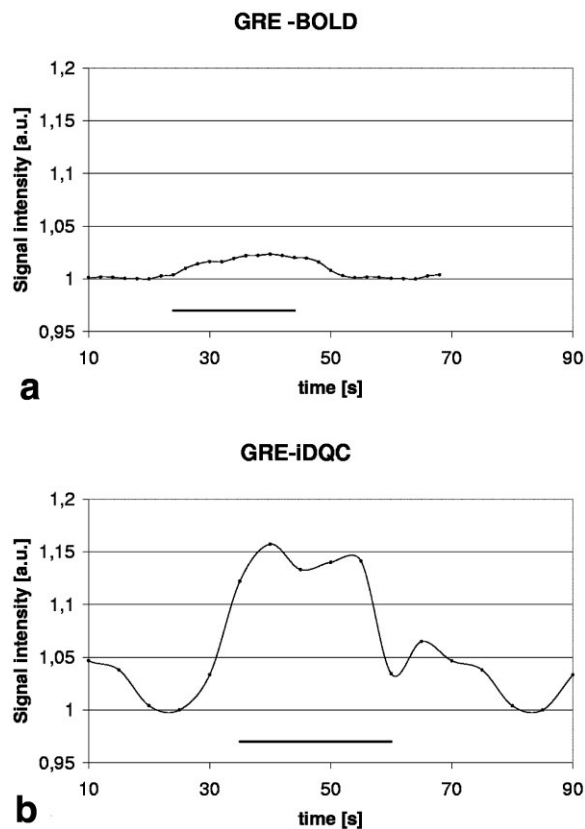 GRE -BOLD
Signal intensity [a.u.]
1,2
1,15
1,1
1,05
1
0,95
10 30 50 70 90
time [s]
a
GRE-iDQC
Signal intensity [a.u.]
1,2
1,15
1,1
1,05
1
0,95
10 30 50 70 90
time [s]
b